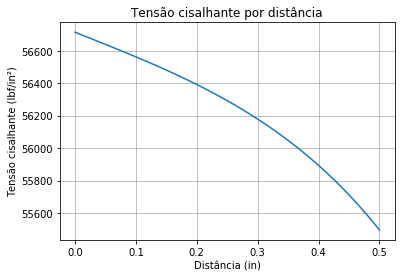 Tensão cisalhante por distância
Tensão cisalhante (lbf/in²)
56600
56400
56200
56000
55800
55600
0.0 0.1 0.2 0.3 0.4 0.5
Distância (in)